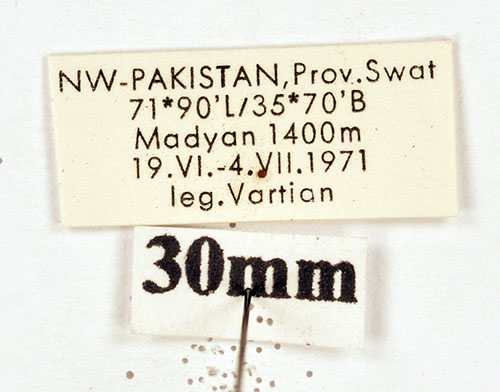 NW-PAKISTAN,Prov.Swat
71*90'L/35*70'B
Madyan 1400m
19.VI.-4.VII.1971
leg.Vartian
30mm